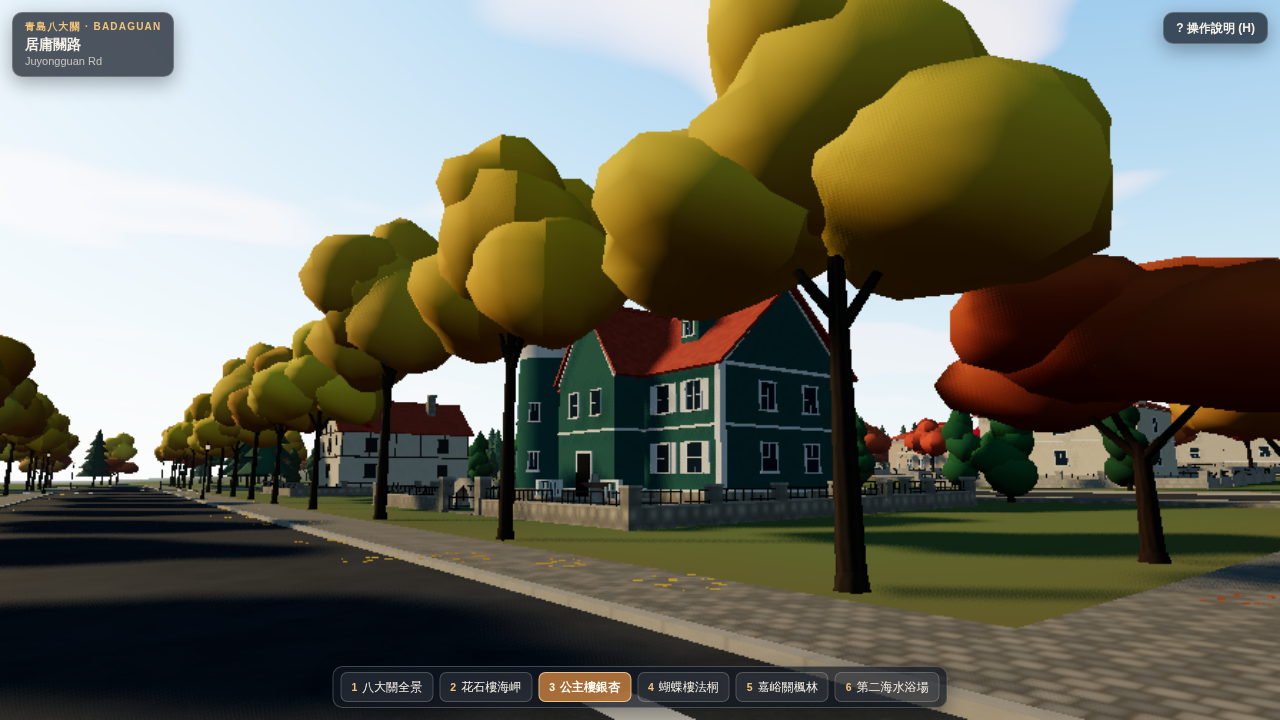 青島八大關 · BADAGUAN
居庸關路
Juyongguan Rd
? 操作說明 (H)
1 八大關全景
2 花石樓海岬
3 公主樓銀杏
4 蝴蝶樓法桐
5 嘉峪關楓林
6 第二海水浴場